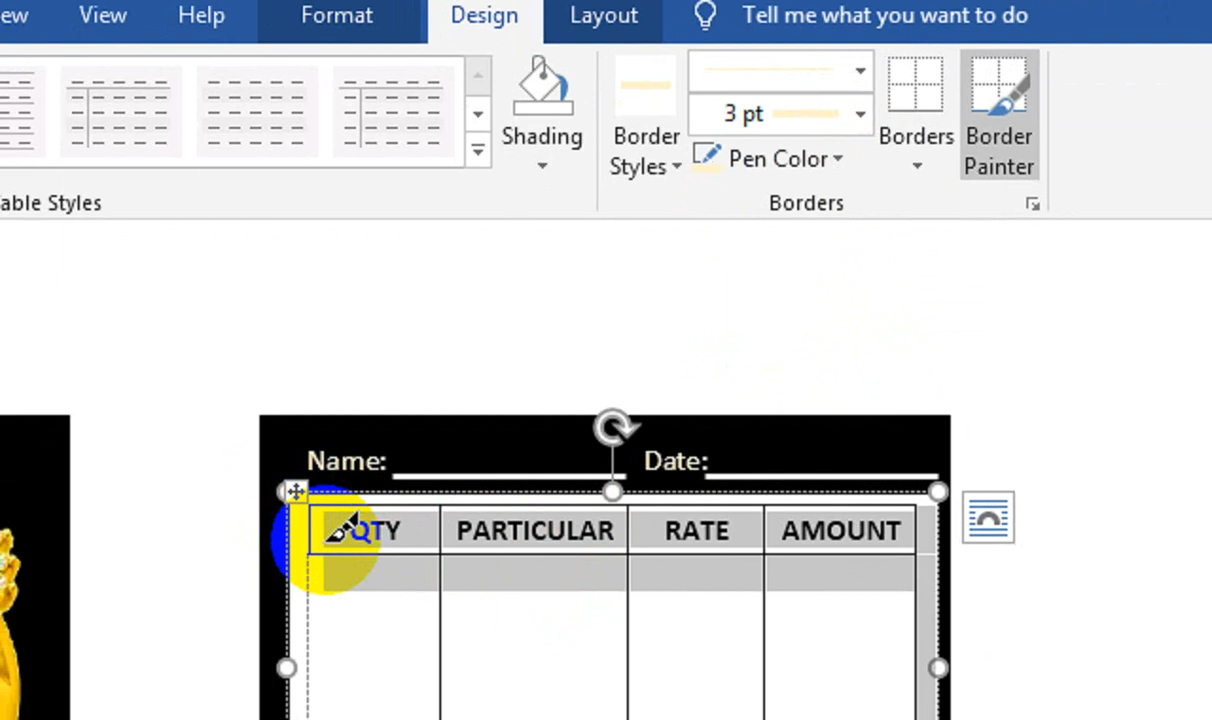 ew View Help Format Design Layout Tell me what you want to do
Shading
Border Styles
3 pt
Pen Color
Borders
Border Painter
able Styles
Borders
Name: Date:
QTY PARTICULAR RATE AMOUNT